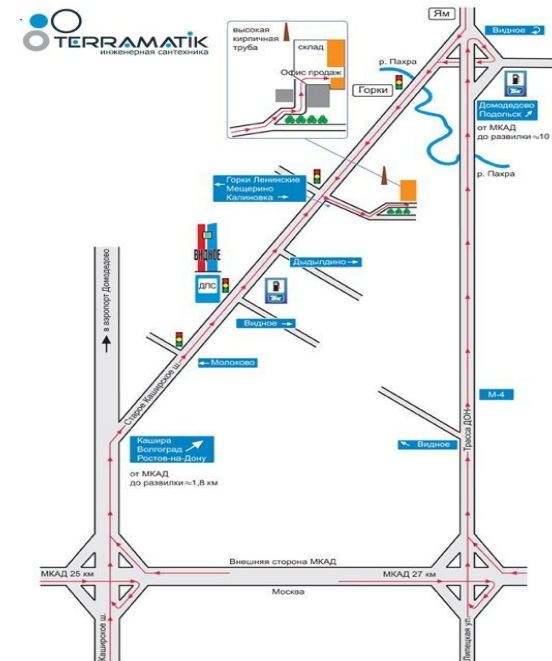 TERRAMATIK
инженерная сантехника
высокая
кирпичная
труба
склад
Офис продаж
Ям
Видное
р. Пахра
Горки
Домодедово
Подольск
от МКАД
до развилки ≈10
р. Пахра
Горки Ленинские
Мещерино
Калиновка
ВИДНОЕ
ДПС
Дыдылдино
Видное
Молоково
в аэропорт Домодедово
Старое Каширское ш.
М-4
Трасса ДОН
Видное
Кашира
Волгоград
Ростов-на-Дону
от МКАД
до развилки ≈1,8 км
Внешняя сторона МКАД
МКАД 25 км
МКАД 27 км
Москва
Каширское ш.
Липецкая ул.